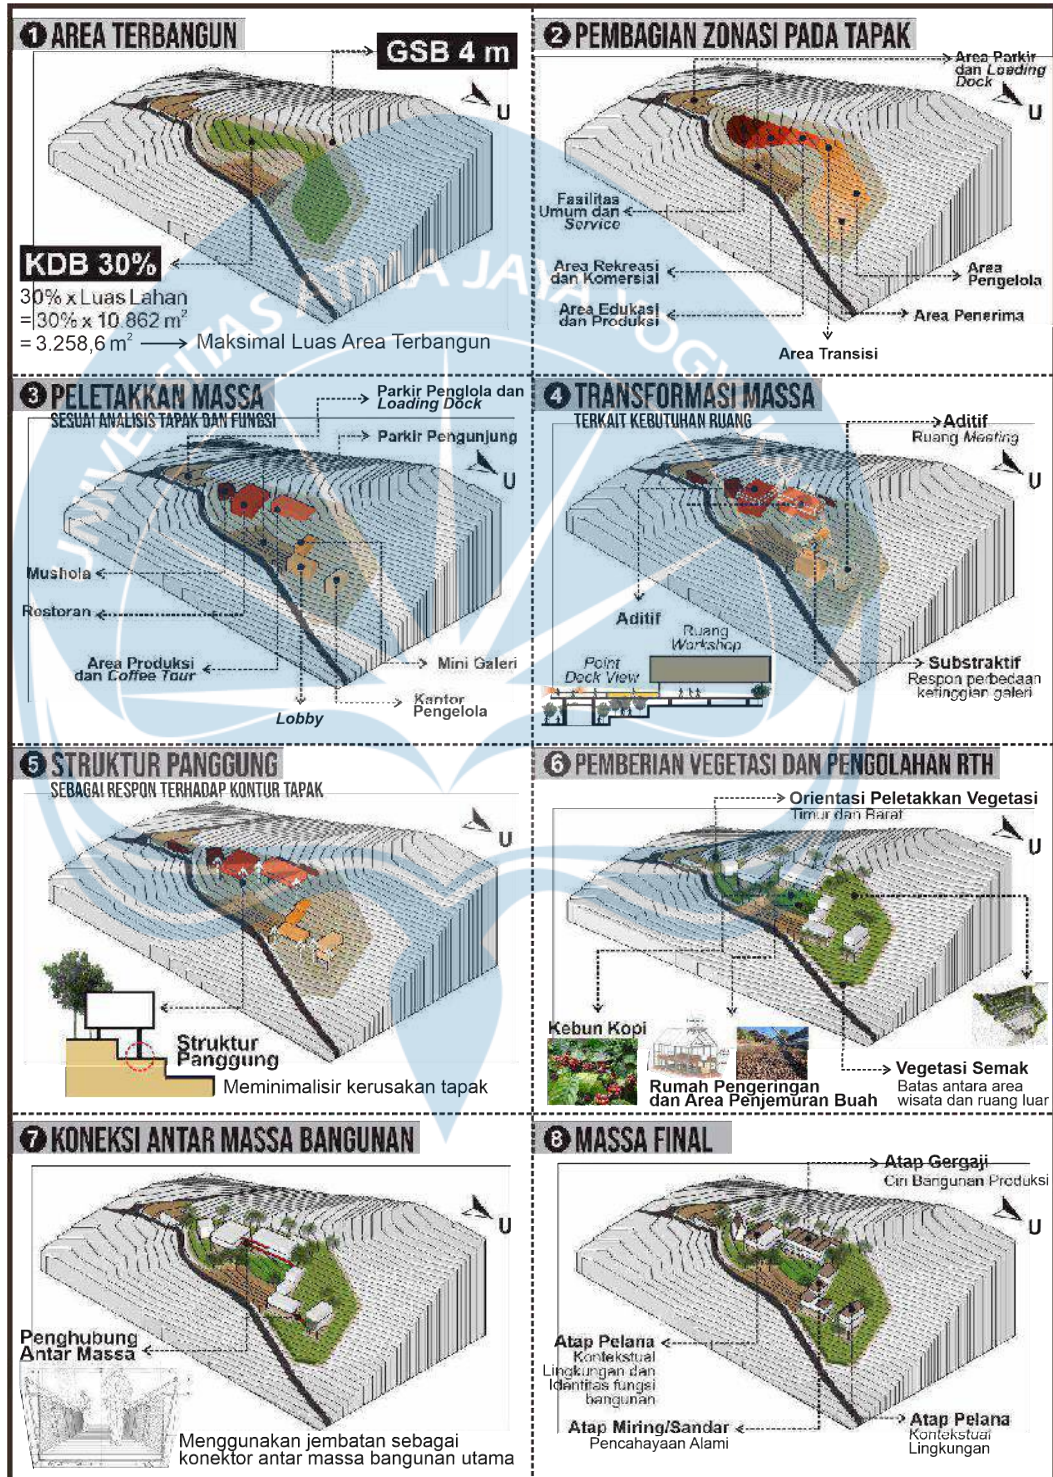 1 AREA TERBANGUN
GSB 4 m
U
KDB 30%
30% x Luas Lahan
= 30% x 10.862 m²
= 3.258,6 m² Maksimal Luas Area Terbangun
2 PEMBAGIAN ZONASI PADA TAPAK
Area Parkir
dan Loading
Dock
U
Fasilitas
Umum dan
Service
Area Rekreasi
dan Komersial
Area Edukasi
dan Produksi
Area
Pengelola
Area Penerima
Area Transisi
3 PELETAKKAN MASSA
SESUAI ANALISIS TAPAK DAN FUNGSI
Parkir Penglola dan
Loading Dock
Parkir Pengunjung
U
Mushola
Restoran
Area Produksi
dan Coffee Tour
Lobby
Mini Galeri
Kantor
Pengelola
4 TRANSFORMASI MASSA
TERKAIT KEBUTUHAN RUANG
Aditif
Ruang Meeting
U
Aditif
Ruang
Workshop
Point
Deck View
Substraktif
Respon perbedaan
ketinggian galeri
5 STRUKTUR PANGGUNG
SEBAGAI RESPON TERHADAP KONTUR TAPAK
U
Struktur
Panggung
Meminimalisir kerusakan tapak
6 PEMBERIAN VEGETASI DAN PENGOLAHAN RTH
Orientasi Peletakkan Vegetasi
Timur dan Barat
U
Kebun Kopi
Rumah Pengeringan
dan Area Penjemuran Buah
Vegetasi Semak
Batas antara area
wisata dan ruang luar
7 KONEKSI ANTAR MASSA BANGUNAN
U
Penghubung
Antar Massa
Menggunakan jembatan sebagai
konektor antar massa bangunan utama
8 MASSA FINAL
Atap Gergaji
Ciri Bangunan Produksi
U
Atap Pelana
Kontekstual
Lingkungan dan
Identitas fungsi
bangunan
Atap Miring/Sandar
Pencahayaan Alami
Atap Pelana
Kontekstual
Lingkungan
UNIVERSITAS ATMA JAYA YOGYAKARTA